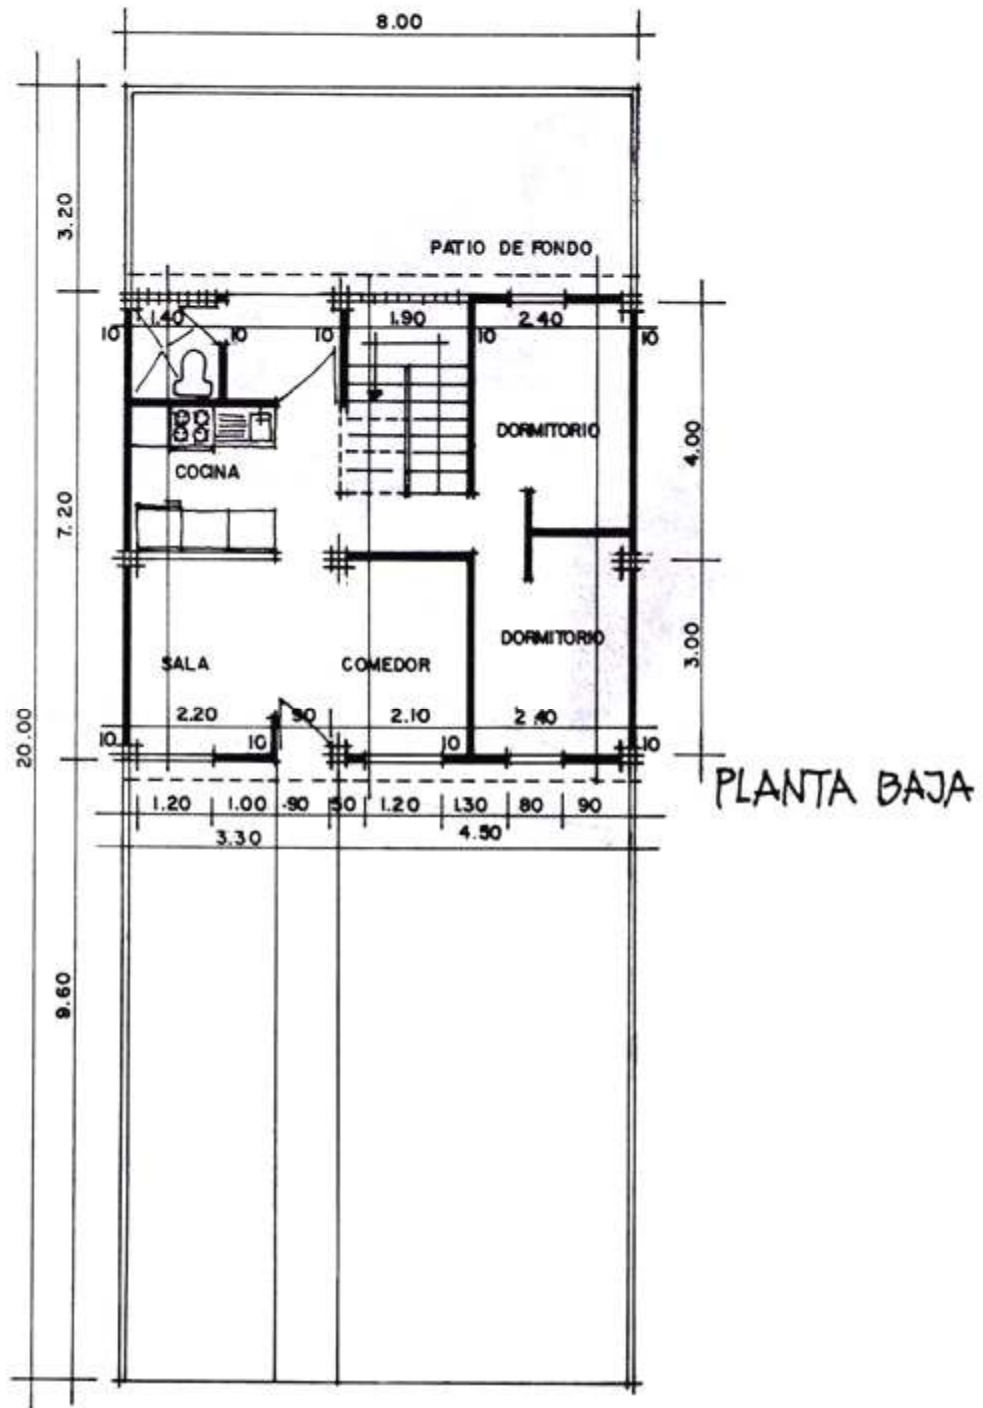 8.00
3.20
PATIO DE FONDO
1.40 1.90 2.40
10 10 10 10 10
DORMITORIO
4.00
COCINA
7.20
DORMITORIO
3.00
SALA COMEDOR
2.20 90 2.10 2.40
10 10 10 10
20.00
PLANTA BAJA
1.20 1.00 .90 50 1.20 1.30 80 90
3.30 4.50
9.60